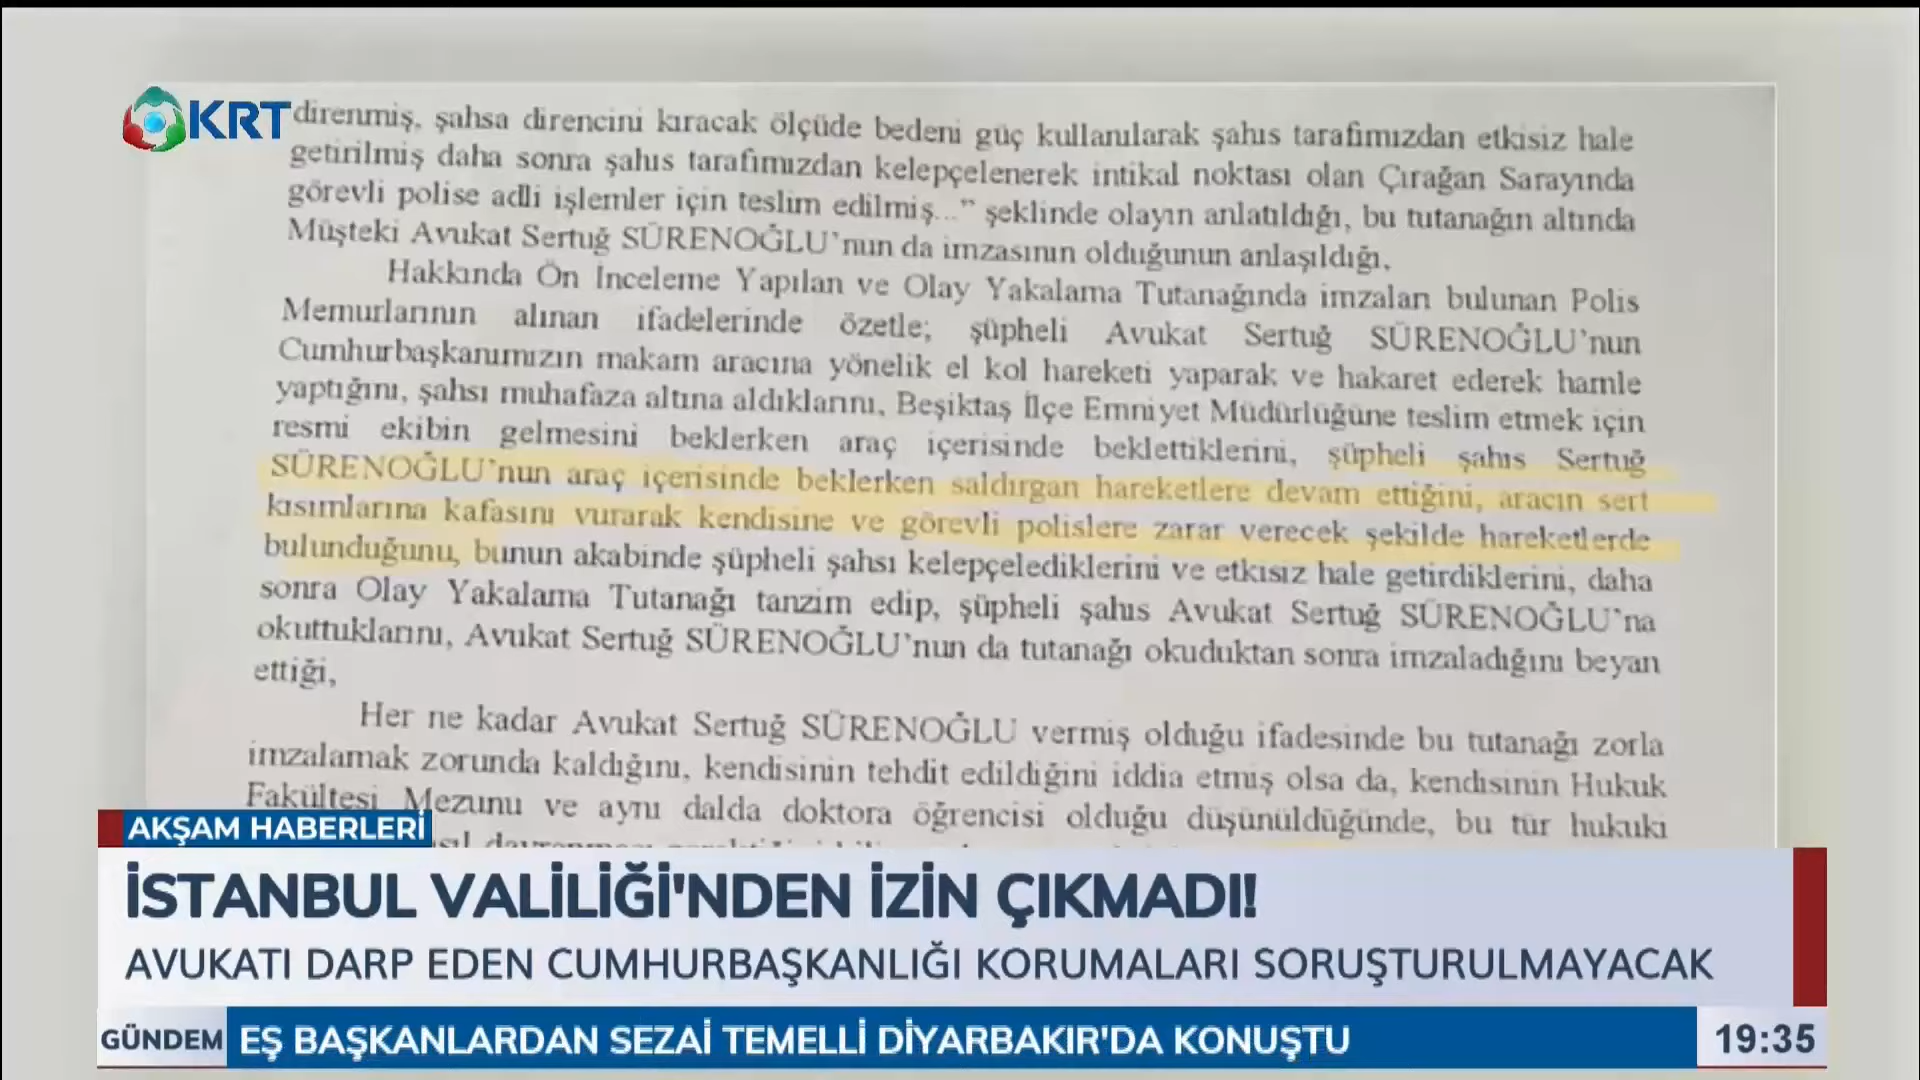 KRT
direnmiş, şahsa direncini kıracak ölçüde bedeni güç kullanılarak şahıs tarafımızdan etkisiz hale
getirilmiş daha sonra şahıs tarafımızdan kelepçelenerek intikal noktası olan Çırağan Sarayında
görevli polise adli işlemler için teslim edilmiş..." şeklinde olayın anlatıldığı, bu tutanağın altında
Müşteki Avukat Sertuğ SÜRENOĞLU'nun da imzasının olduğunun anlaşıldığı,
Hakkında Ön İnceleme Yapılan ve Olay Yakalama Tutanağında imzaları bulunan Polis
Memurlarının alınan ifadelerinde özetle; şüpheli Avukat Sertuğ SÜRENOĞLU'nun
Cumhurbaşkanımızın makam aracına yönelik el kol hareketi yaparak ve hakaret ederek hamle
yaptığını, şahsı muhafaza altına aldıklarını, Beşiktaş İlçe Emniyet Müdürlüğüne teslim etmek için
resmi ekibin gelmesini beklerken araç içerisinde beklettiklerini, şüpheli şahıs Sertuğ
SÜRENOĞLU'nun araç içerisinde beklerken saldırgan hareketlere devam ettiğini, aracın sert
kısımlarına kafasını vurarak kendisine ve görevli polislere zarar verecek şekilde hareketlerde
bulunduğunu, bunun akabinde şüpheli şahsı kelepçelediklerini ve etkisiz hale getirdiklerini, daha
sonra Olay Yakalama Tutanağı tanzim edip, şüpheli şahıs Avukat Sertuğ SÜRENOĞLU'na
okuttuklarını, Avukat Sertuğ SÜRENOĞLU'nun da tutanağı okuduktan sonra imzaladığını beyan
ettiği,
Her ne kadar Avukat Sertuğ SÜRENOĞLU vermiş olduğu ifadesinde bu tutanağı zorla
imzalamak zorunda kaldığını, kendisinin tehdit edildiğini iddia etmiş olsa da, kendisinin Hukuk
Fakültesi Mezunu ve aynı dalda doktora öğrencisi olduğu düşünüldüğünde, bu tür hukuki
AKŞAM HABERLERİ
İSTANBUL VALİLİĞİ'NDEN İZİN ÇIKMADI!
AVUKATI DARP EDEN CUMHURBAŞKANLIĞI KORUMALARI SORUŞTURULMAYACAK
GÜNDEM EŞ BAŞKANLARDAN SEZAİ TEMELLİ DİYARBAKIR'DA KONUŞTU 19:35